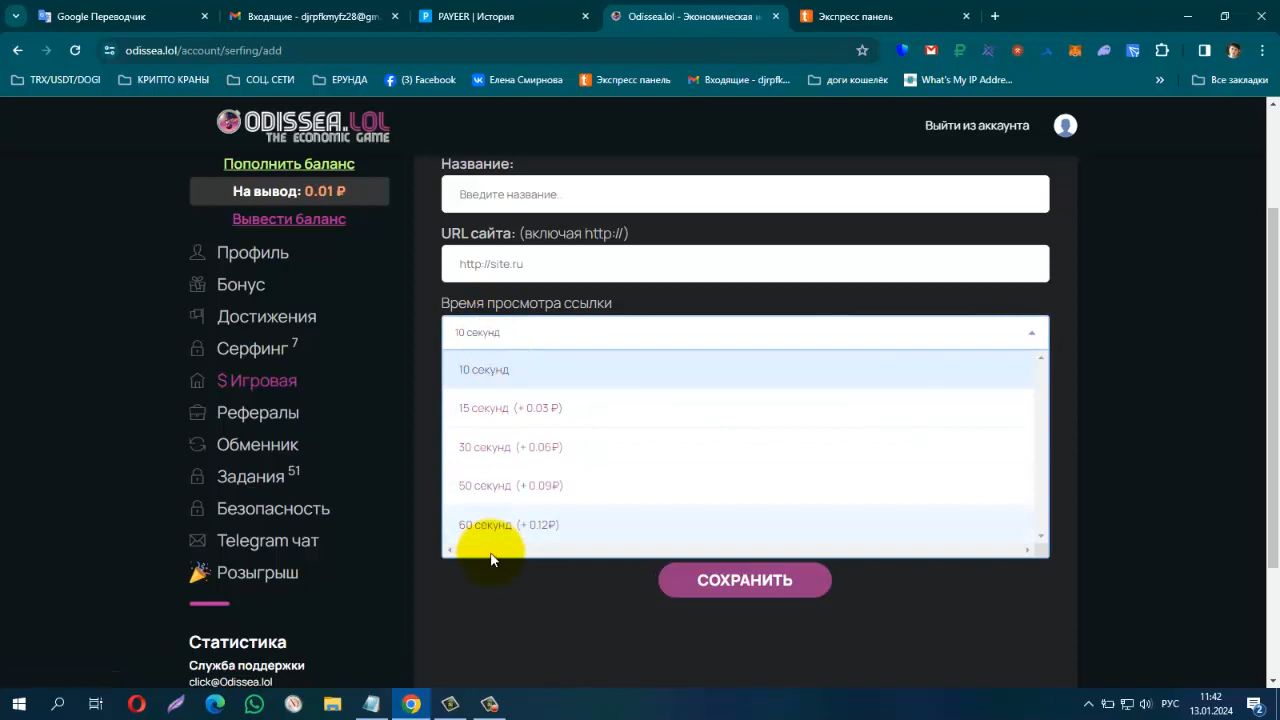 Google Переводчик
Входящие - djrpfkmyfz28@gm
PAYEER | История
Odissea.lol - Экономическая и
Экспресс панель
odissea.lol/account/serfing/add
TRX/USDT/DOGI
КРИПТО КРАНЫ
СОЦ. СЕТИ
ЕРУНДА
(3) Facebook
Елена Смирнова
Экспресс панель
Входящие - djrpfk...
доги кошелёк
What's My IP Addre...
Все закладки
ODISSEA.LOL
THE ECONOMIC GAME
Выйти из аккаунта
Пополнить баланс
На вывод: 0.01 ₽
Вывести баланс
Профиль
Бонус
Достижения
Серфинг 7
$ Игровая
Рефералы
Обменник
Задания 51
Безопасность
Telegram чат
Розыгрыш
Статистика
Служба поддержки
click@Odissea.lol
Название:
Введите название..
URL сайта: (включая http://)
http://site.ru
Время просмотра ссылки
10 секунд
10 секунд
15 секунд (+ 0.03 ₽)
30 секунд (+ 0.06₽)
50 секунд (+ 0.09₽)
60 секунд (+ 0.12₽)
СОХРАНИТЬ
РУС
11:42
13.01.2024
2